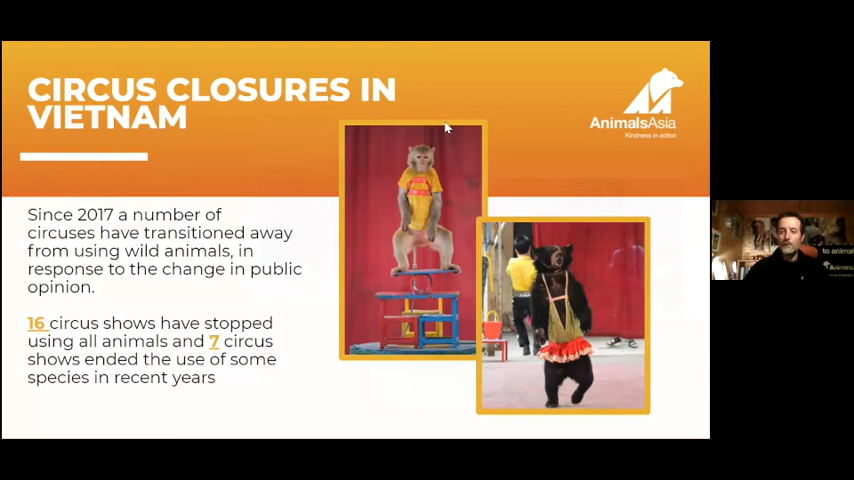 CIRCUS CLOSURES IN
VIETNAM
AnimalsAsia
Kindness in action
Since 2017 a number of
circuses have transitioned away
from using wild animals, in
response to the change in public
opinion.
16 circus shows have stopped
using all animals and 7 circus
shows ended the use of some
species in recent years
to animal